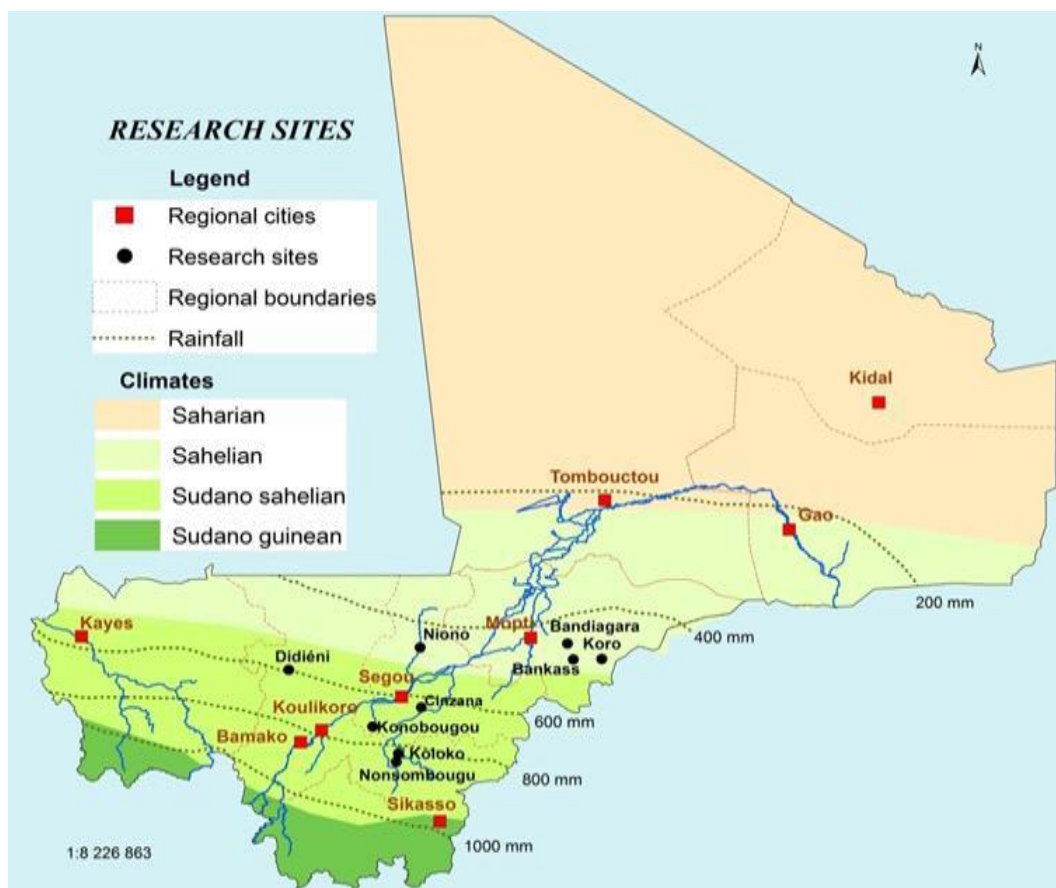 N
RESEARCH SITES
Legend
Regional cities
Research sites
Regional boundaries
Rainfall
Climates
Saharian
Sahelian
Sudano sahelian
Sudano guinean
Kidal
Tombouctou
Gao
200 mm
Kayes
Niono
Mopti
Bandiagara
400 mm
Koro
Didiéni
Bankass
Segou
Cinzana
600 mm
Koulikoro
Konobougou
Bamako
Koloko
800 mm
Nonsombougu
Sikasso
1000 mm
1:8 226 863